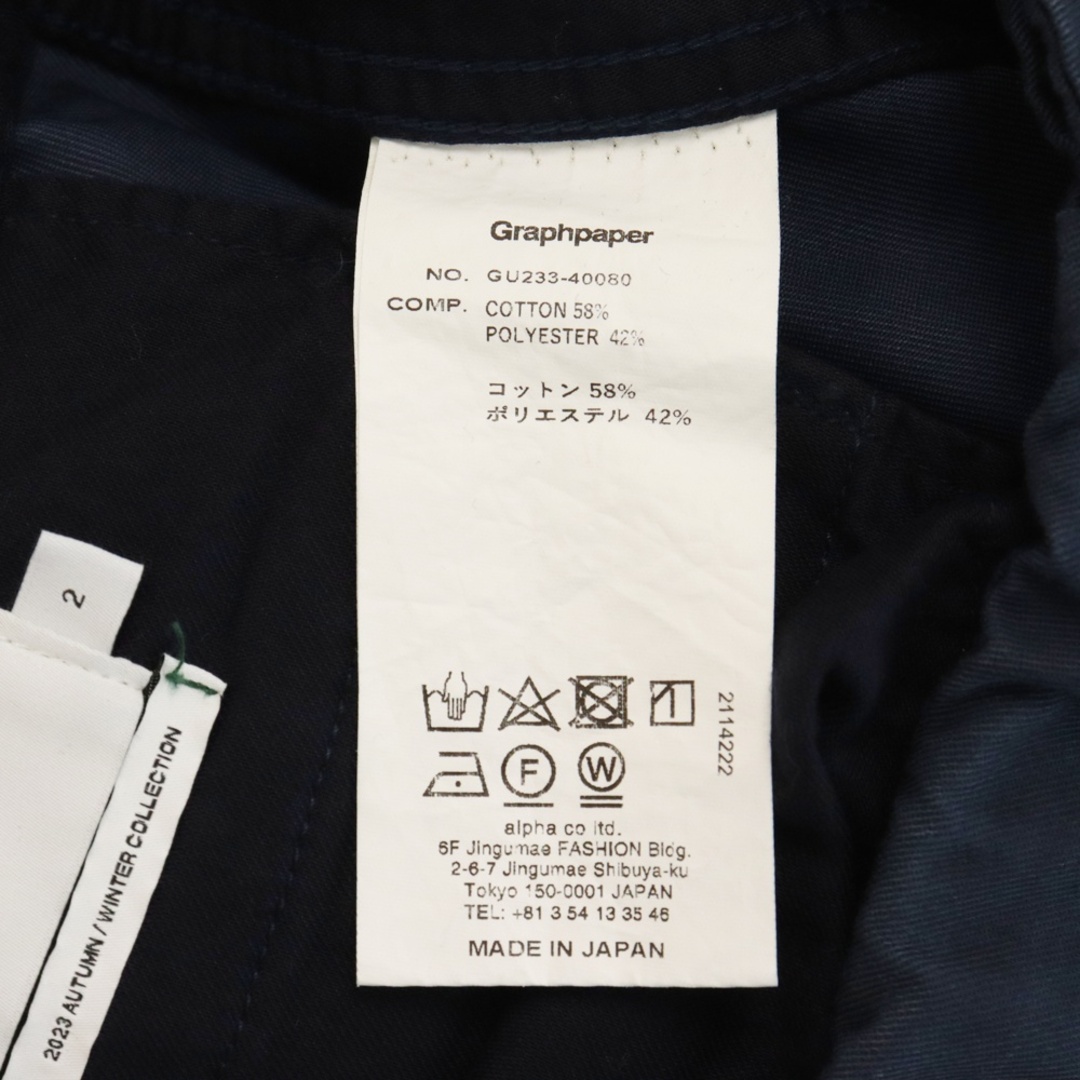 Graphpaper
NO. GU233-40080
COMP. COTTON 58%
POLYESTER 42%
コットン 58%
ポリエステル 42%
2114222
F
W
alpha co ltd.
6F Jingumae FASHION Bldg.
2-6-7 Jingumae Shibuya-ku
Tokyo 150-0001 JAPAN
TEL: +81 3 54 13 35 46
MADE IN JAPAN
2
2023 AUTUMN / WINTER COLLECTION